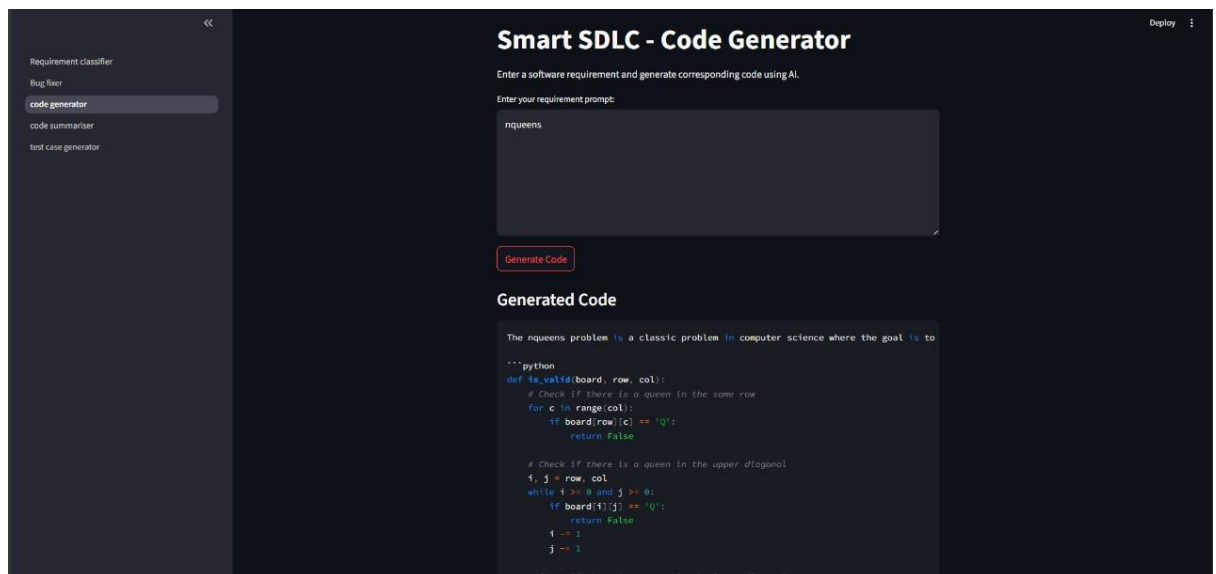 Deploy
Requirement classifier
Bug fixer
code generator
code summariser
test case generator
Smart SDLC - Code Generator
Enter a software requirement and generate corresponding code using AI.
Enter your requirement prompt:
nqueens
Generate Code
Generated Code
The nqueens problem is a classic problem in computer science where the goal is to
```python
def is_valid(board, row, col):
    # Check if there is a queen in the same row
    for c in range(col):
        if board[row][c] == 'Q':
            return False
    # Check if there is a queen in the upper diagonal
    i, j = row, col
    while i >= 0 and j >= 0:
        if board[i][j] == 'Q':
            return False
        i -= 1
        j -= 1